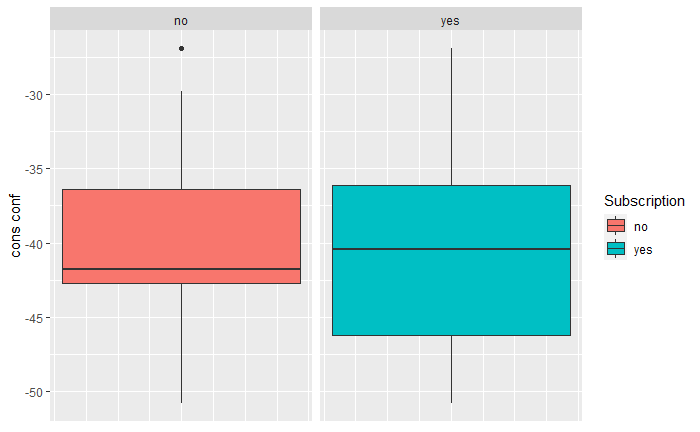 no
yes
-30
-35
-40
-45
-50
cons conf
Subscription
no
yes